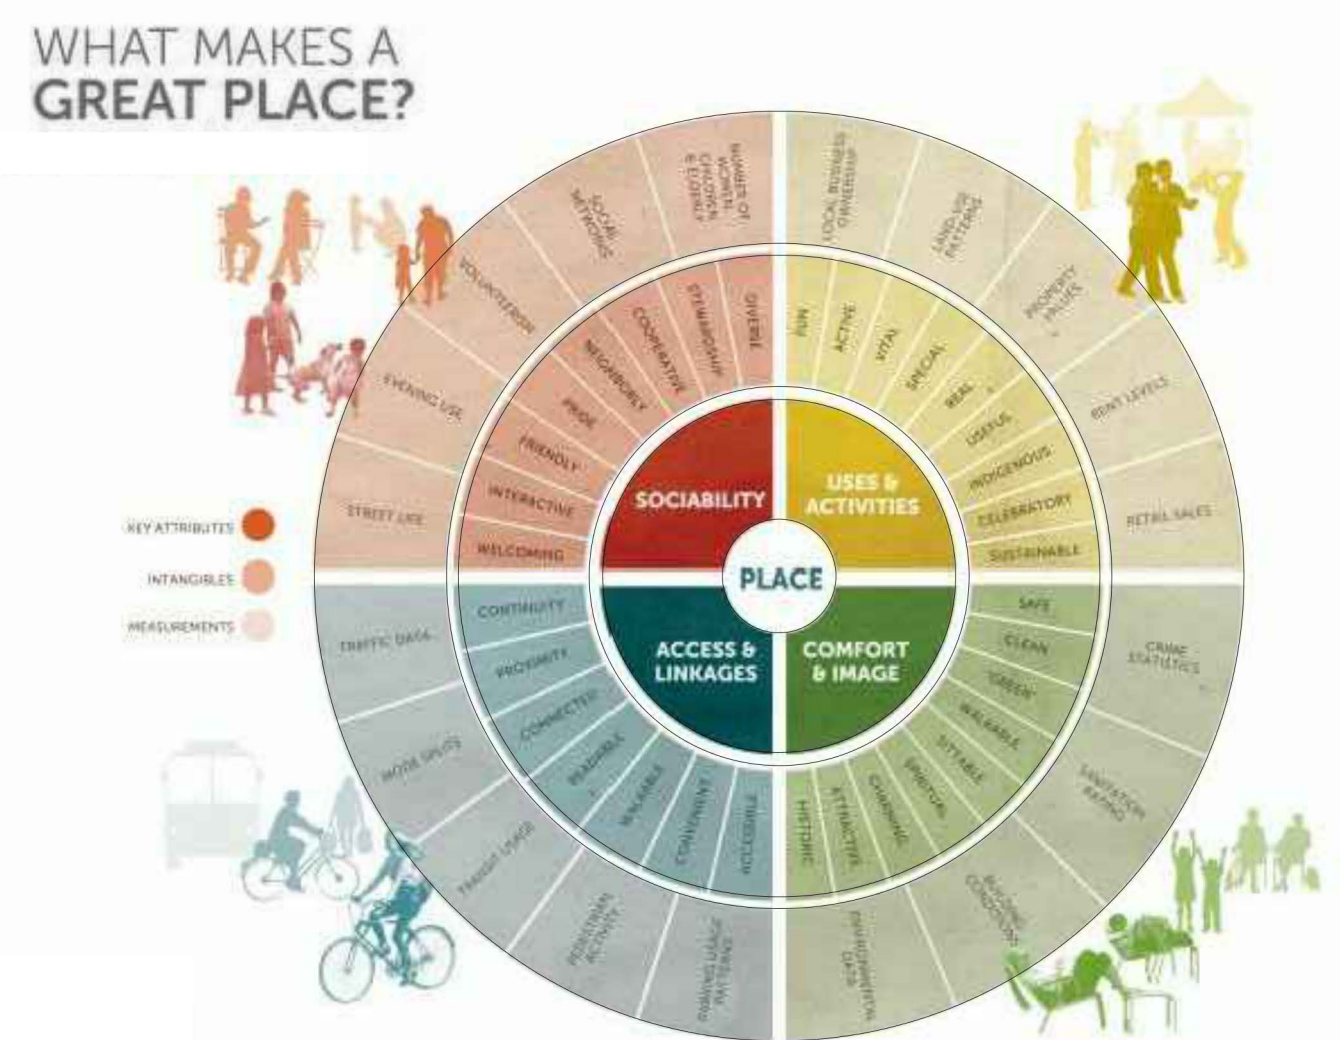 WHAT MAKES A
GREAT PLACE?
KEY ATTRIBUTES
INTANGIBLES
MEASUREMENTS
PLACE
SOCIABILITY
USES &
ACTIVITIES
ACCESS &
LINKAGES
COMFORT
& IMAGE
WELCOMING
INTERACTIVE
FRIENDLY
PRIDE
NEIGHBORLY
COOPERATIVE
STEWARDSHIP
DIVERSE
STREET LIFE
EVENING USE
VOLUNTEERISM
SOCIAL
NETWORKS
NUMBER OF
WOMEN,
CHILDREN
& ELDERLY
FUN
ACTIVE
VITAL
SPECIAL
REAL
USEFUL
INDIGENOUS
CELEBRATORY
SUSTAINABLE
LOCAL BUSINESS
OWNERSHIP
LAND-USE
PATTERNS
PROPERTY
VALUES
RENT LEVELS
RETAIL SALES
SAFE
CLEAN
"GREEN"
WALKABLE
SITTABLE
SPIRITUAL
CHARMING
ATTRACTIVE
HISTORIC
CRIME
STATISTICS
SANITATION
RATING
BUILDING
CONDITIONS
ENVIRONMENTAL
DATA
CONTINUITY
PROXIMITY
CONNECTED
READABLE
WALKABLE
CONVENIENT
ACCESSIBLE
TRAFFIC DATA
MODE SPLITS
TRANSIT USAGE
PEDESTRIAN
ACTIVITY
PARKING USAGE
PATTERNS